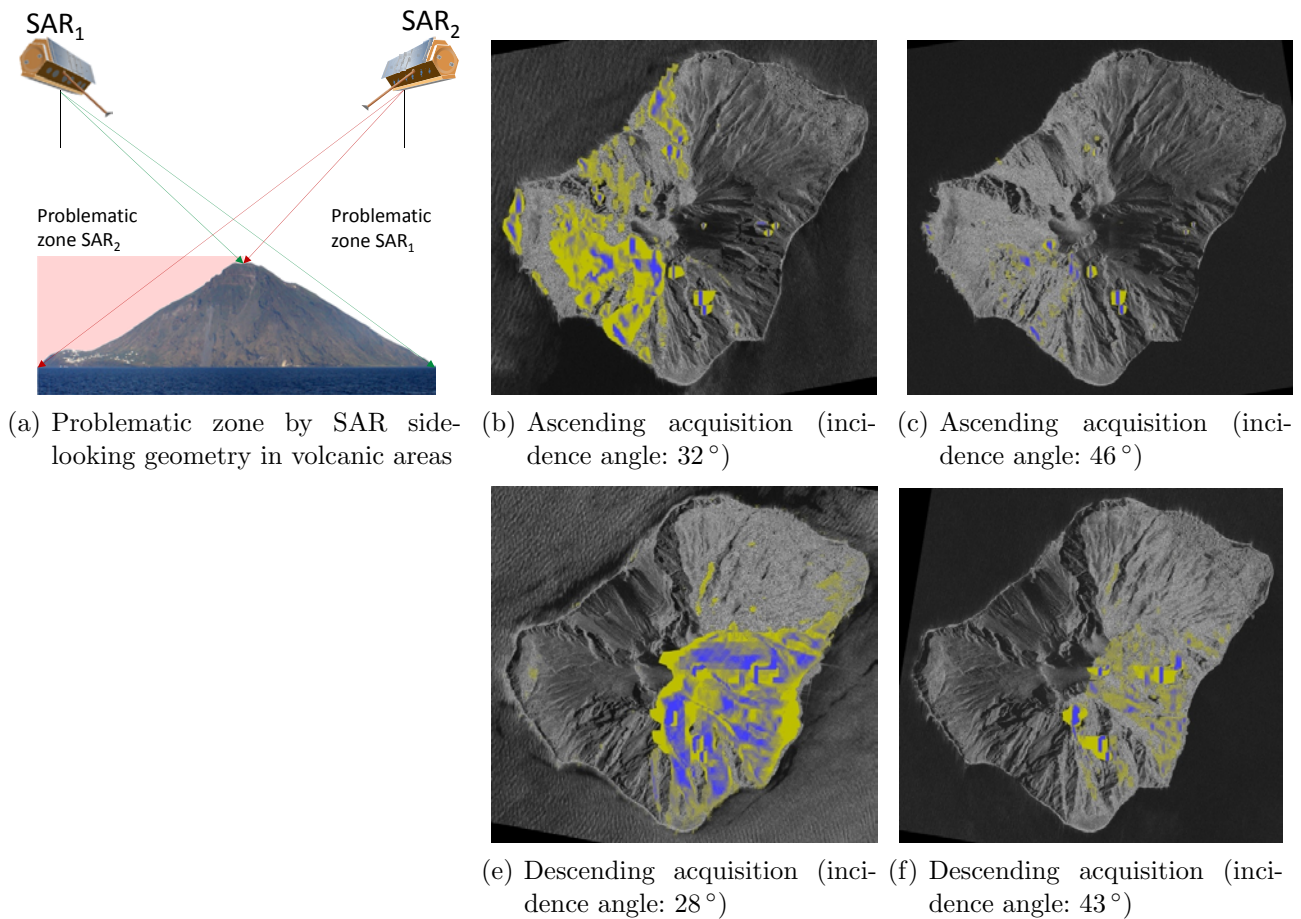 SAR1
SAR2
Problematic
zone SAR2
Problematic
zone SAR1
(a) Problematic zone by SAR side-
looking geometry in volcanic areas
(b) Ascending acquisition (inci-
dence angle: 32°)
(c) Ascending acquisition (inci-
dence angle: 46°)
(e) Descending acquisition (inci-
dence angle: 28°)
(f) Descending acquisition (inci-
dence angle: 43°)